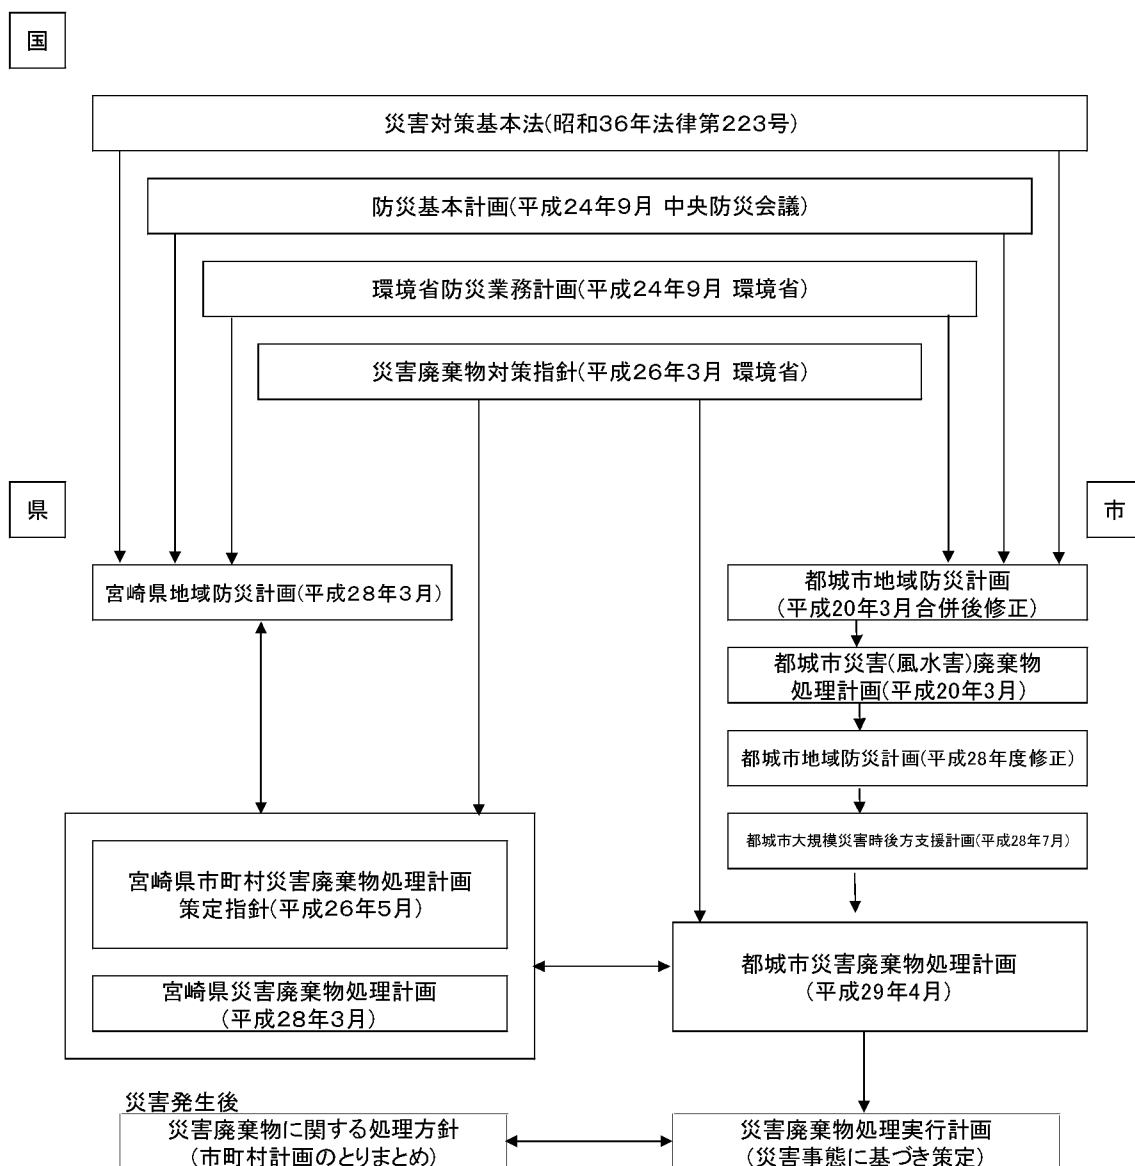 国
災害対策基本法(昭和36年法律第223号)
防災基本計画(平成24年9月 中央防災会議)
環境省防災業務計画(平成24年9月 環境省)
災害廃棄物対策指針(平成26年3月 環境省)
県
市
宮崎県地域防災計画(平成28年3月)
都城市地域防災計画
(平成20年3月合併後修正)
都城市災害(風水害)廃棄物
処理計画(平成20年3月)
都城市地域防災計画(平成28年度修正)
都城市大規模災害時後方支援計画(平成28年7月)
宮崎県市町村災害廃棄物処理計画
策定指針(平成26年5月)
宮崎県災害廃棄物処理計画
(平成28年3月)
都城市災害廃棄物処理計画
(平成29年4月)
災害発生後
災害廃棄物に関する処理方針
(市町村計画のとりまとめ)
災害廃棄物処理実行計画
(災害事態に基づき策定)